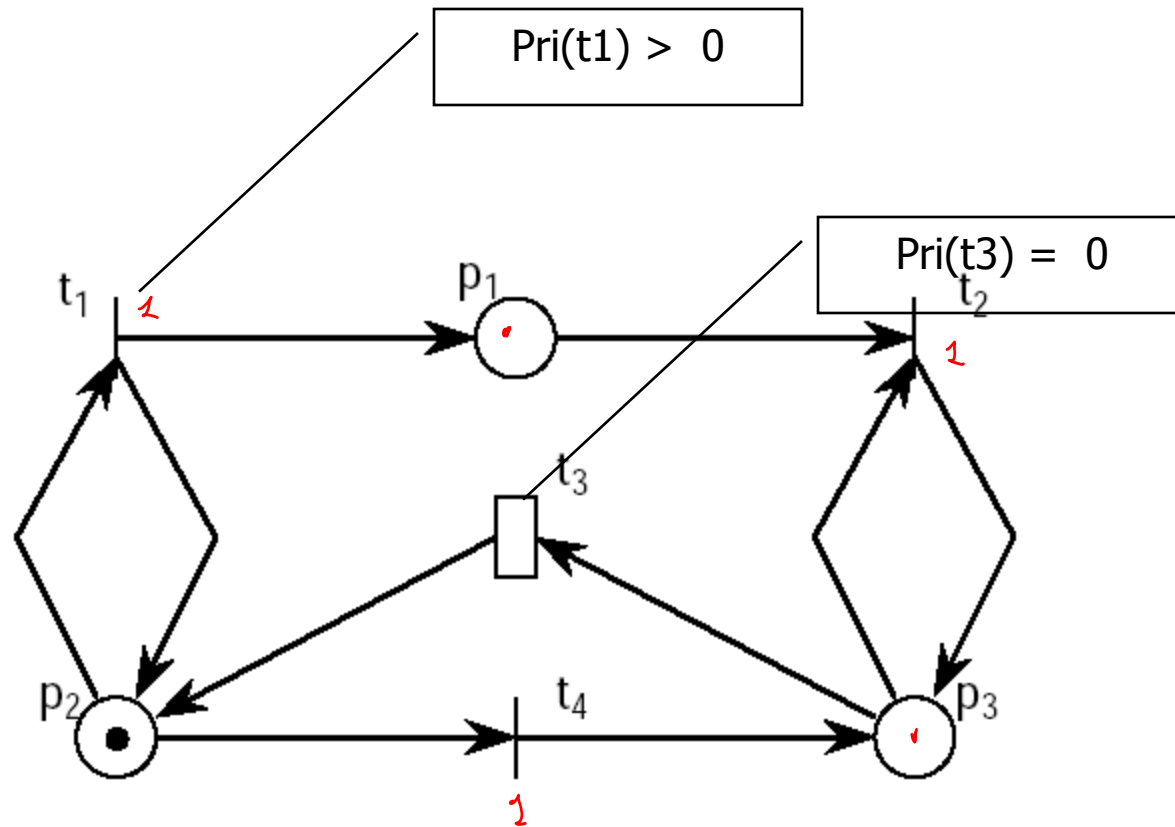 Pri(t1) > 0
Pri(t3) = 0
t1
1
p1
t2
1
t3
p2
t4
p3
1